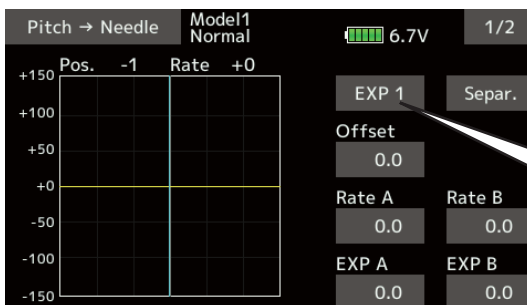 Pitch → Needle Model1 6.7V 1/2
Normal
Pos. -1 Rate +0
+150
+100
+50
+0
-50
-100
-150
EXP 1 Separ.
Offset
0.0
Rate A Rate B
0.0 0.0
EXP A EXP B
0.0 0.0